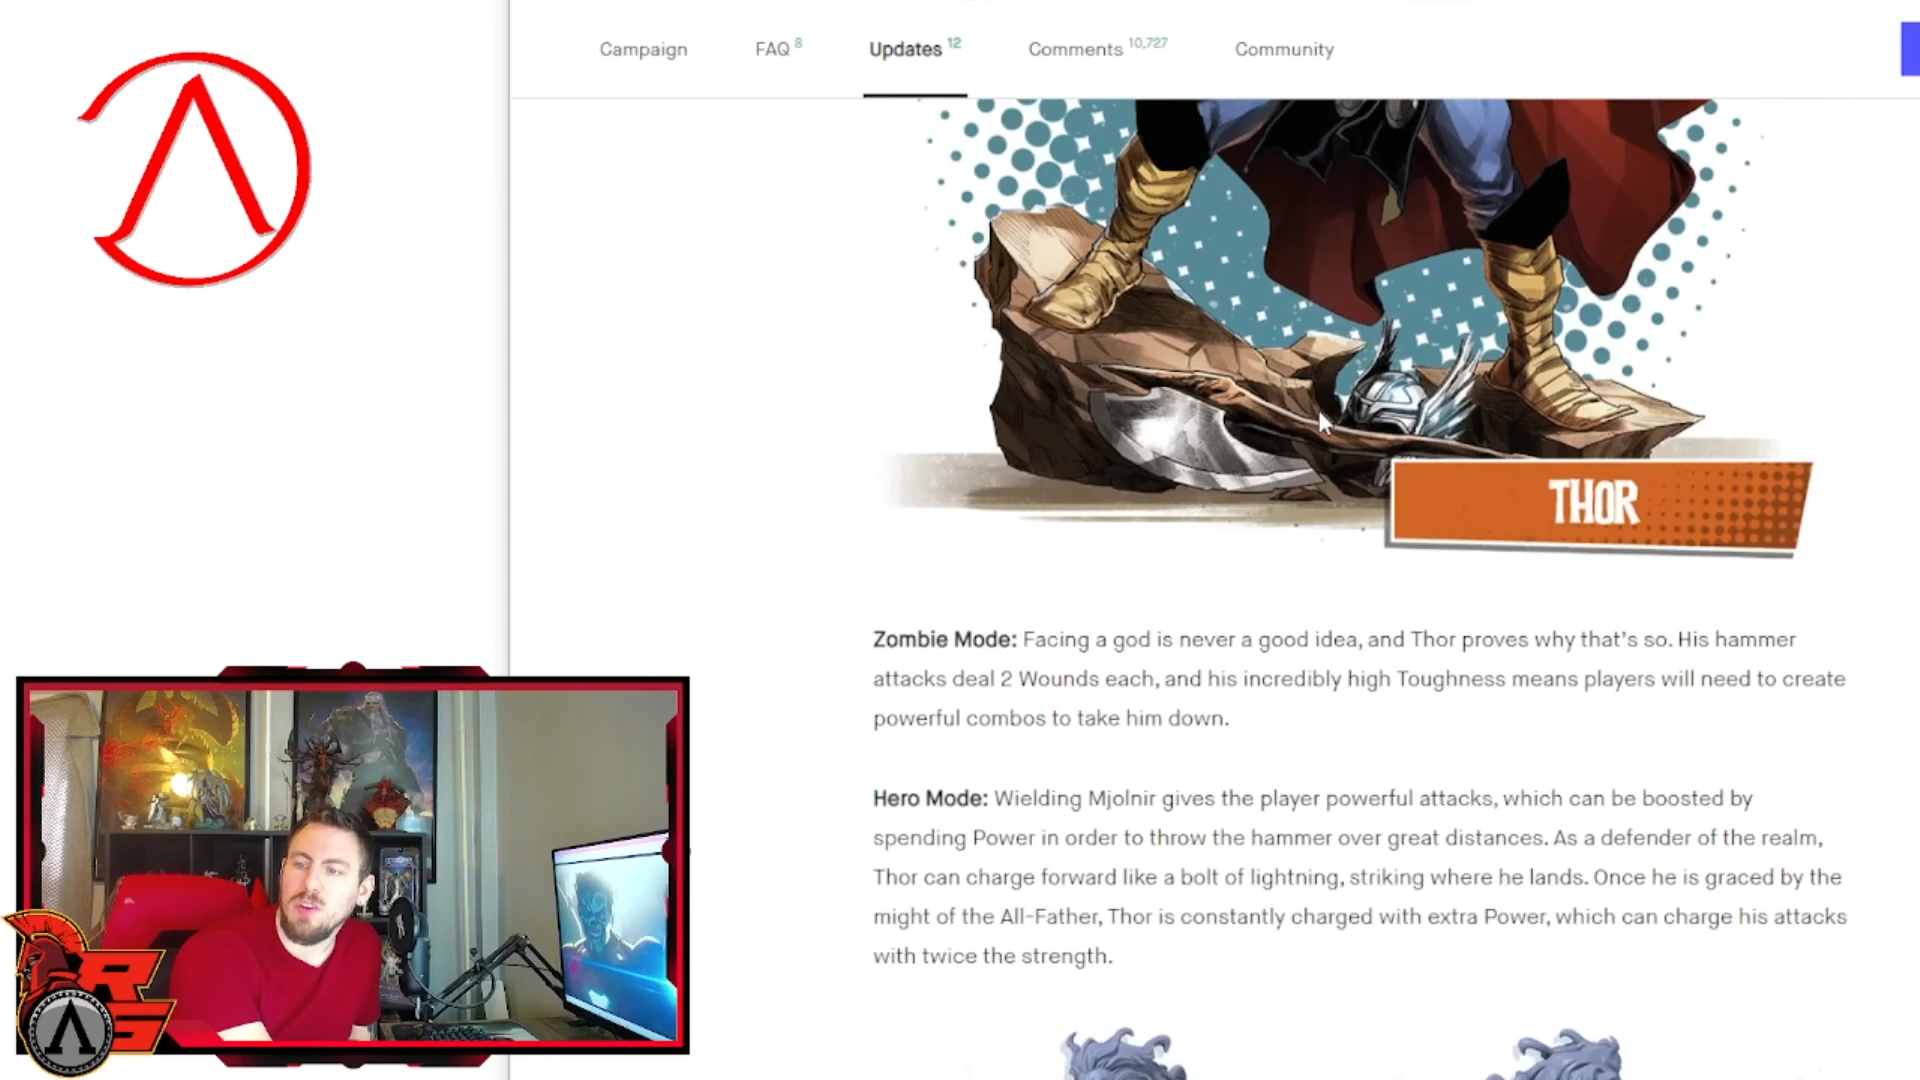 Campaign FAQ 8 Updates 12 Comments 10,727 Community
THOR
Zombie Mode: Facing a god is never a good idea, and Thor proves why that's so. His hammer
attacks deal 2 Wounds each, and his incredibly high Toughness means players will need to create
powerful combos to take him down.
Hero Mode: Wielding Mjolnir gives the player powerful attacks, which can be boosted by
spending Power in order to throw the hammer over great distances. As a defender of the realm,
Thor can charge forward like a bolt of lightning, striking where he lands. Once he is graced by the
might of the All-Father, Thor is constantly charged with extra Power, which can charge his attacks
with twice the strength.
RG